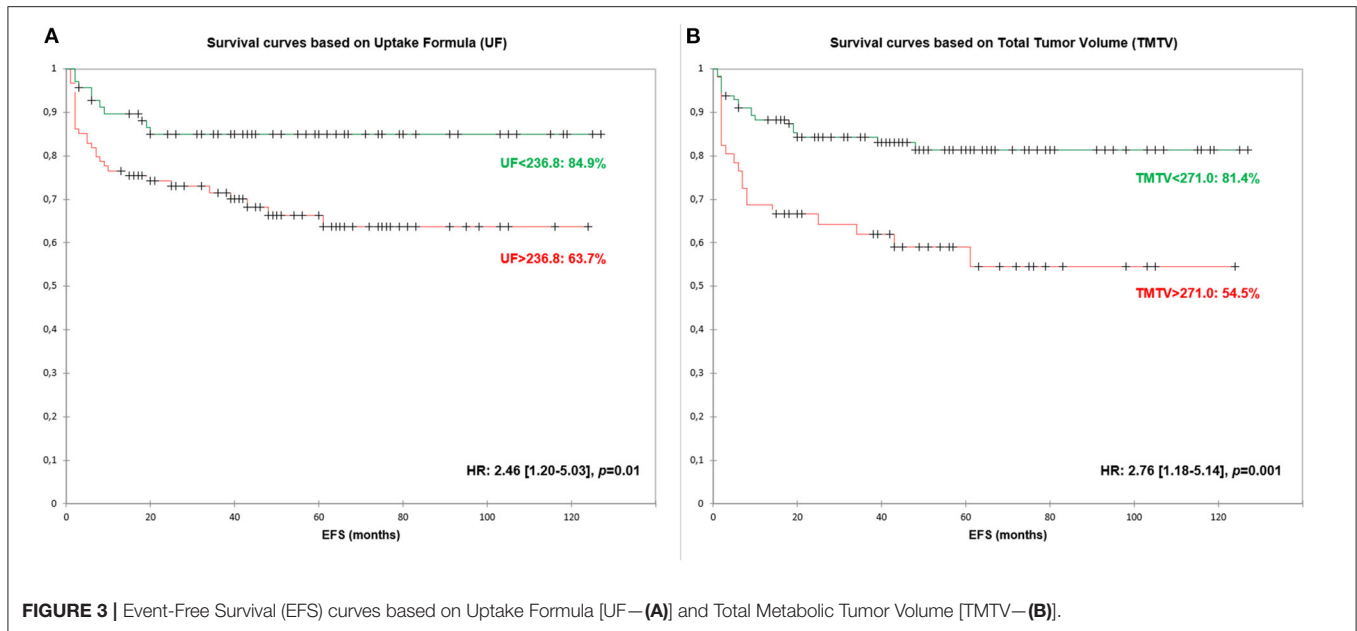 A
Survival curves based on Uptake Formula (UF)
1
0,9
0,8
0,7
0,6
0,5
0,4
0,3
0,2
0,1
0
UF<236.8: 84.9%
UF>236.8: 63.7%
HR: 2.46 [1.20-5.03], p=0.01
0 20 40 60 80 100 120
EFS (months)
B
Survival curves based on Total Tumor Volume (TMTV)
1
0,9
0,8
0,7
0,6
0,5
0,4
0,3
0,2
0,1
0
TMTV<271.0: 81.4%
TMTV>271.0: 54.5%
HR: 2.76 [1.18-5.14], p=0.001
0 20 40 60 80 100 120
EFS (months)
FIGURE 3 | Event-Free Survival (EFS) curves based on Uptake Formula [UF—(A)] and Total Metabolic Tumor Volume [TMTV—(B)].